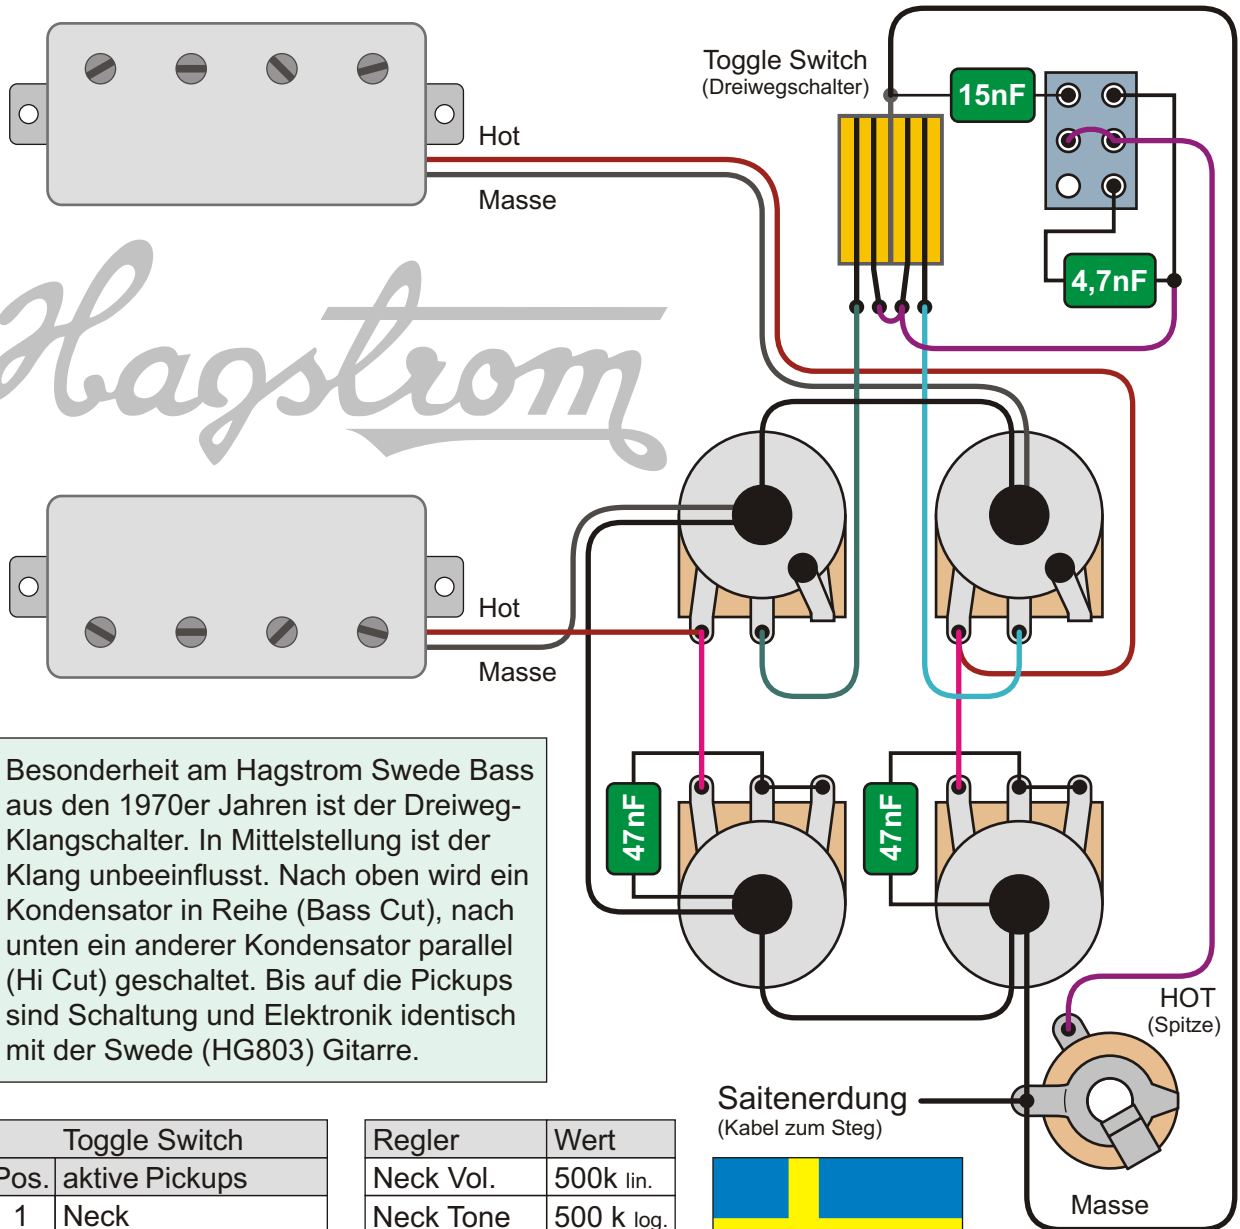 Toggle Switch
(Dreiwegschalter)
15nF
Hot
Masse
4,7nF
Hagstrom
Hot
Masse
47nF
47nF
Besonderheit am Hagstrom Swede Bass
aus den 1970er Jahren ist der Dreiweg-
Klangschalter. In Mittelstellung ist der
Klang unbeeinflusst. Nach oben wird ein
Kondensator in Reihe (Bass Cut), nach
unten ein anderer Kondensator parallel
(Hi Cut) geschaltet. Bis auf die Pickups
sind Schaltung und Elektronik identisch
mit der Swede (HG803) Gitarre.
HOT
(Spitze)
Saitenerdung
(Kabel zum Steg)
Masse
Toggle Switch
Pos. aktive Pickups
1 Neck
Regler Wert
Neck Vol. 500k lin.
Neck Tone 500 k log.